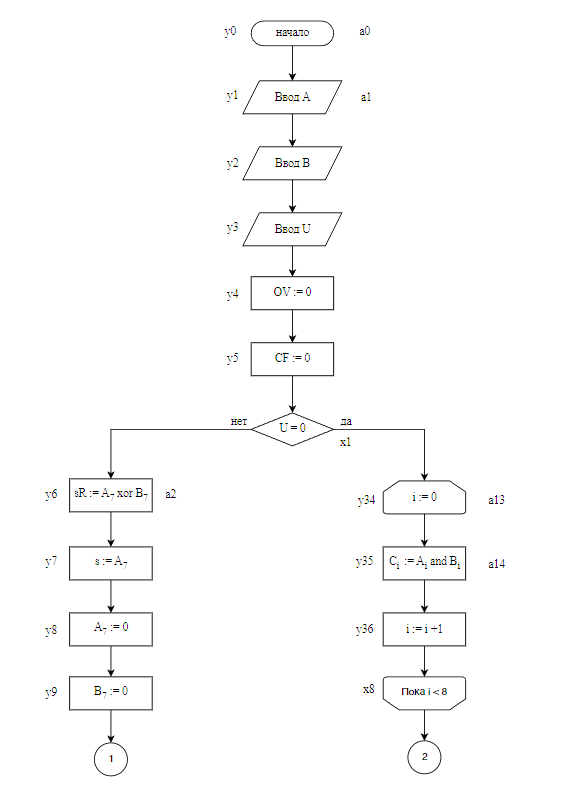 y0 начало a0
y1 Ввод A a1
y2 Ввод B
y3 Ввод U
y4 OV := 0
y5 CF := 0
нет U = 0 да
x1
y6 sR := A7 xor B7 a2
y34 i := 0 a13
y7 s := A7
y35 Ci := Ai and Bi a14
y8 A7 := 0
y36 i := i +1
y9 B7 := 0
x8 Пока i < 8
1
2